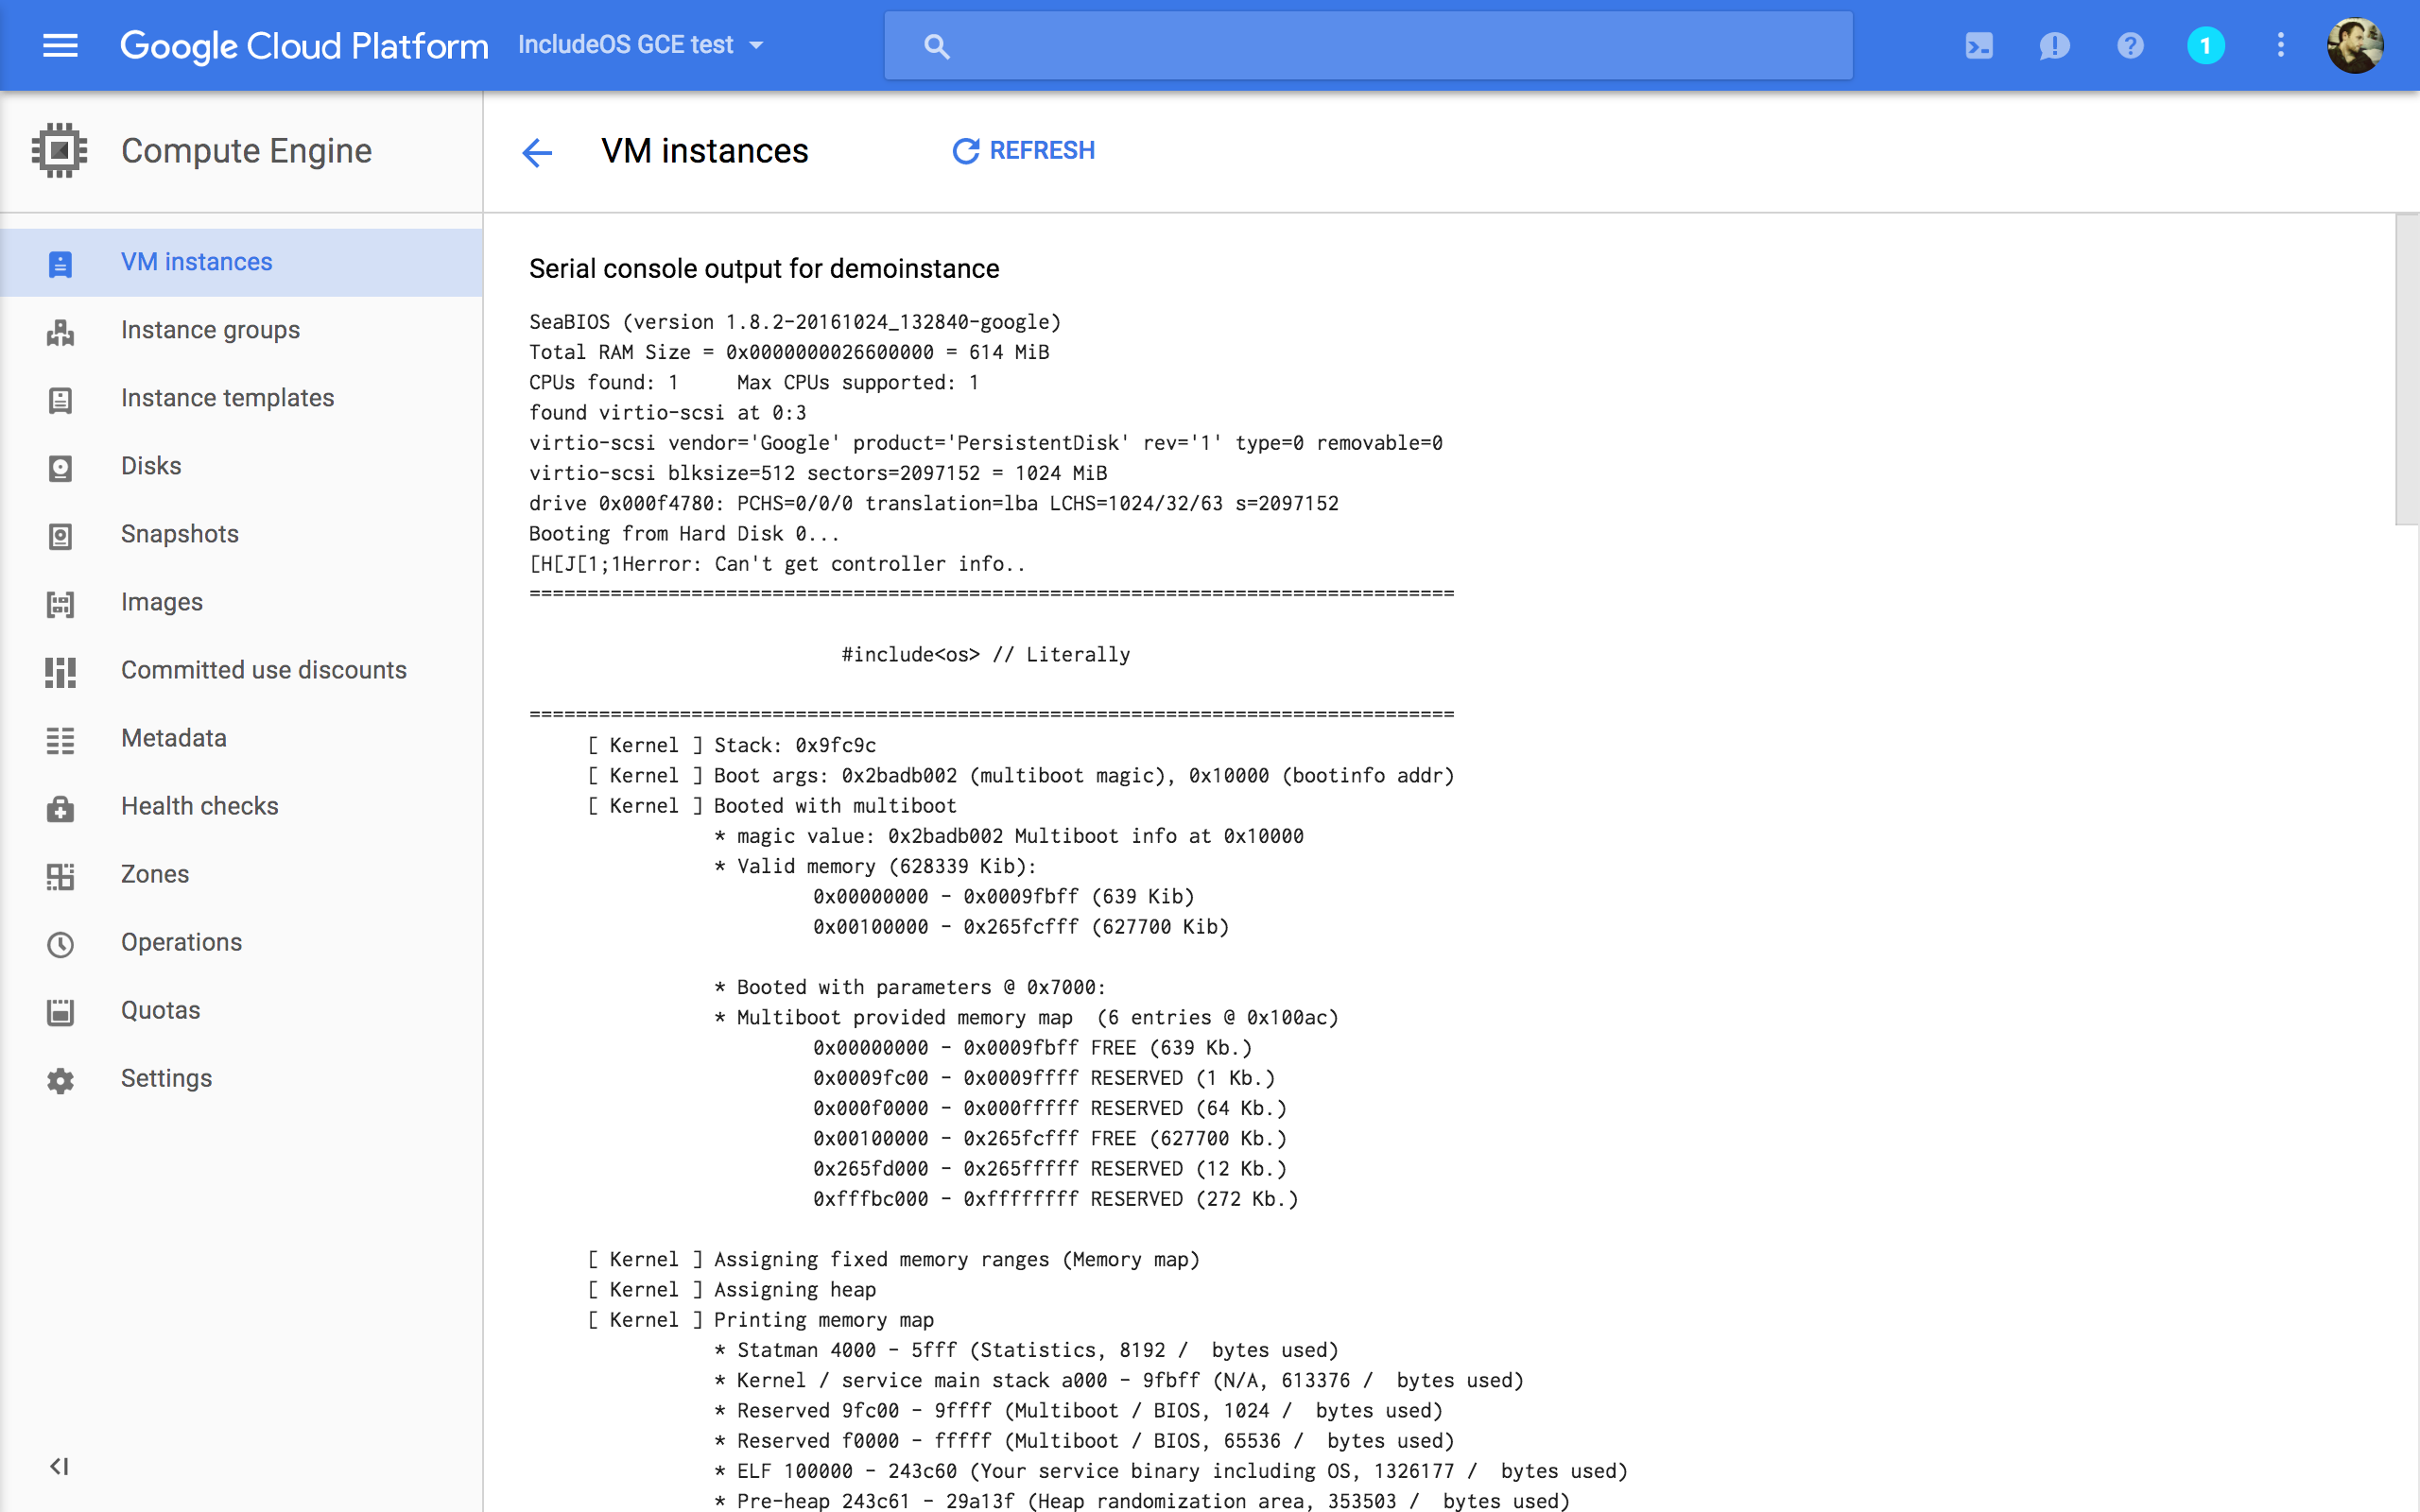 Google Cloud Platform IncludeOS GCE test 1
Compute Engine
VM instances REFRESH
VM instances
Instance groups
Instance templates
Disks
Snapshots
Images
Committed use discounts
Metadata
Health checks
Zones
Operations
Quotas
Settings
Serial console output for demoinstance
SeaBIOS (version 1.8.2-20161024_132840-google)
Total RAM Size = 0x0000000026600000 = 614 MiB
CPUs found: 1     Max CPUs supported: 1
found virtio-scsi at 0:3
virtio-scsi vendor='Google' product='PersistentDisk' rev='1' type=0 removable=0
virtio-scsi blksize=512 sectors=2097152 = 1024 MiB
drive 0x000f4780: PCHS=0/0/0 translation=lba LCHS=1024/32/63 s=2097152
Booting from Hard Disk 0...
[H[J[1;1Herror: Can't get controller info..
================================================================================
#include<os> // Literally
================================================================================
[ Kernel ] Stack: 0x9fc9c
[ Kernel ] Boot args: 0x2badb002 (multiboot magic), 0x10000 (bootinfo addr)
[ Kernel ] Booted with multiboot
* magic value: 0x2badb002 Multiboot info at 0x10000
* Valid memory (628339 Kib):
0x00000000 - 0x0009fbff (639 Kib)
0x00100000 - 0x265fcfff (627700 Kib)
* Booted with parameters @ 0x7000:
* Multiboot provided memory map  (6 entries @ 0x100ac)
0x00000000 - 0x0009fbff FREE (639 Kb.)
0x0009fc00 - 0x0009ffff RESERVED (1 Kb.)
0x000f0000 - 0x000fffff RESERVED (64 Kb.)
0x00100000 - 0x265fcfff FREE (627700 Kb.)
0x265fd000 - 0x265fffff RESERVED (12 Kb.)
0xfffbc000 - 0xffffffff RESERVED (272 Kb.)
[ Kernel ] Assigning fixed memory ranges (Memory map)
[ Kernel ] Assigning heap
[ Kernel ] Printing memory map
* Statman 4000 - 5fff (Statistics, 8192 /  bytes used)
* Kernel / service main stack a000 - 9fbff (N/A, 613376 /  bytes used)
* Reserved 9fc00 - 9ffff (Multiboot / BIOS, 1024 /  bytes used)
* Reserved f0000 - fffff (Multiboot / BIOS, 65536 /  bytes used)
* ELF 100000 - 243c60 (Your service binary including OS, 1326177 /  bytes used)
* Pre-heap 243c61 - 29a13f (Heap randomization area, 353503 /  bytes used)